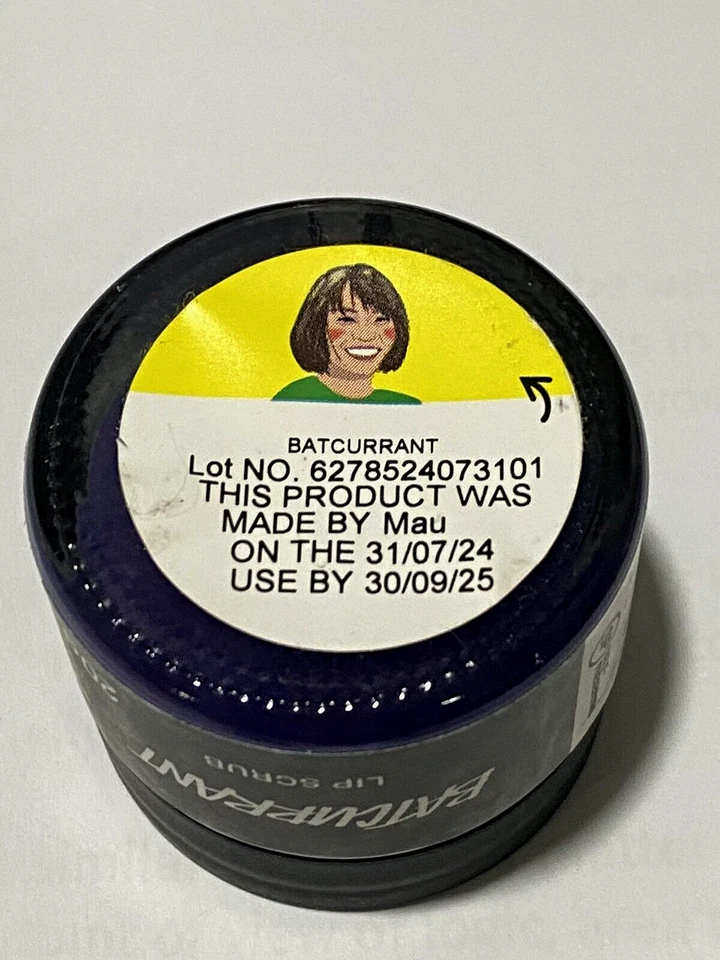 BATCURRANT
Lot NO. 6278524073101
THIS PRODUCT WAS
MADE BY Mau
ON THE 31/07/24
USE BY 30/09/25
BATCURRANT
LIP SCRUB